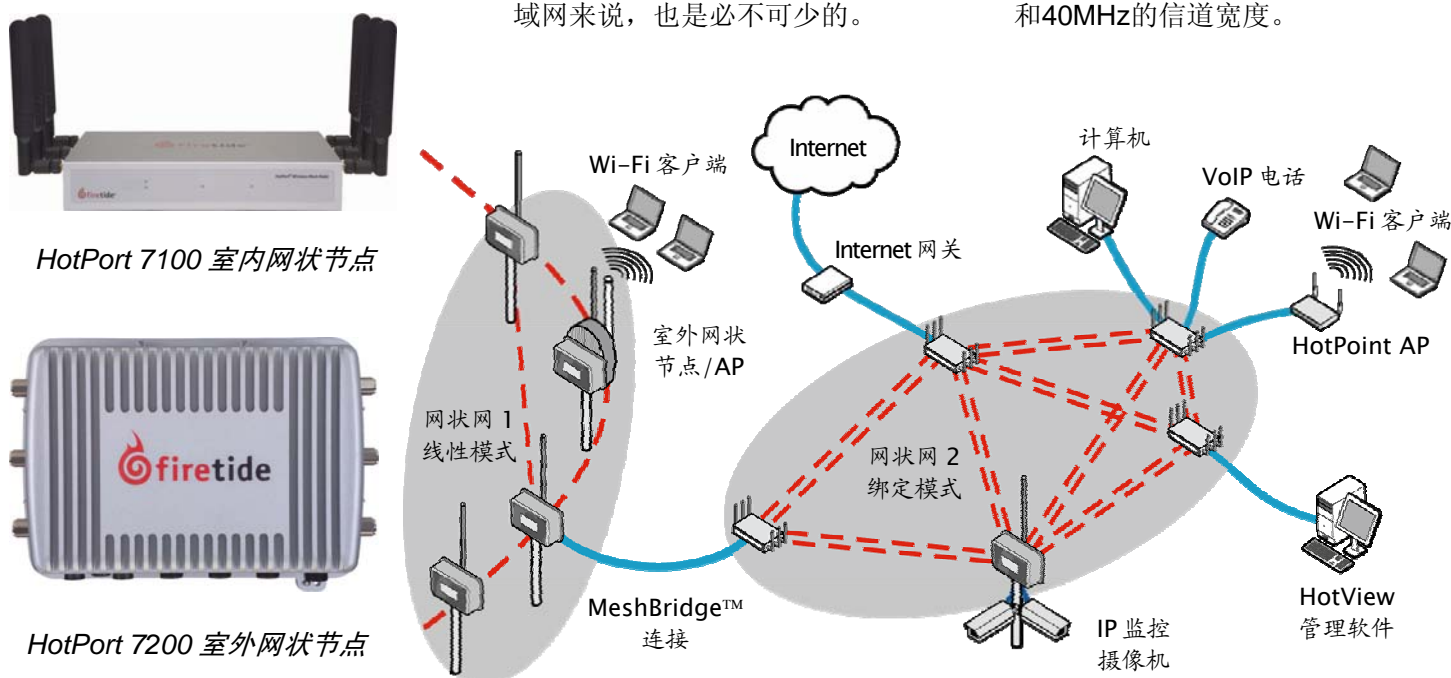 域网来说，也是必不可少的。
和40MHz的信道宽度。
firetide
firetide
HotPort 7100 室内网状节点
firetide
HotPort 7200 室外网状节点
Wi-Fi 客户端
室外网状
节点/AP
网状网 1
线性模式
MeshBridge™
连接
Internet
Internet 网关
计算机
VoIP 电话
Wi-Fi 客户端
HotPoint AP
网状网 2
绑定模式
IP 监控
摄像机
HotView
管理软件